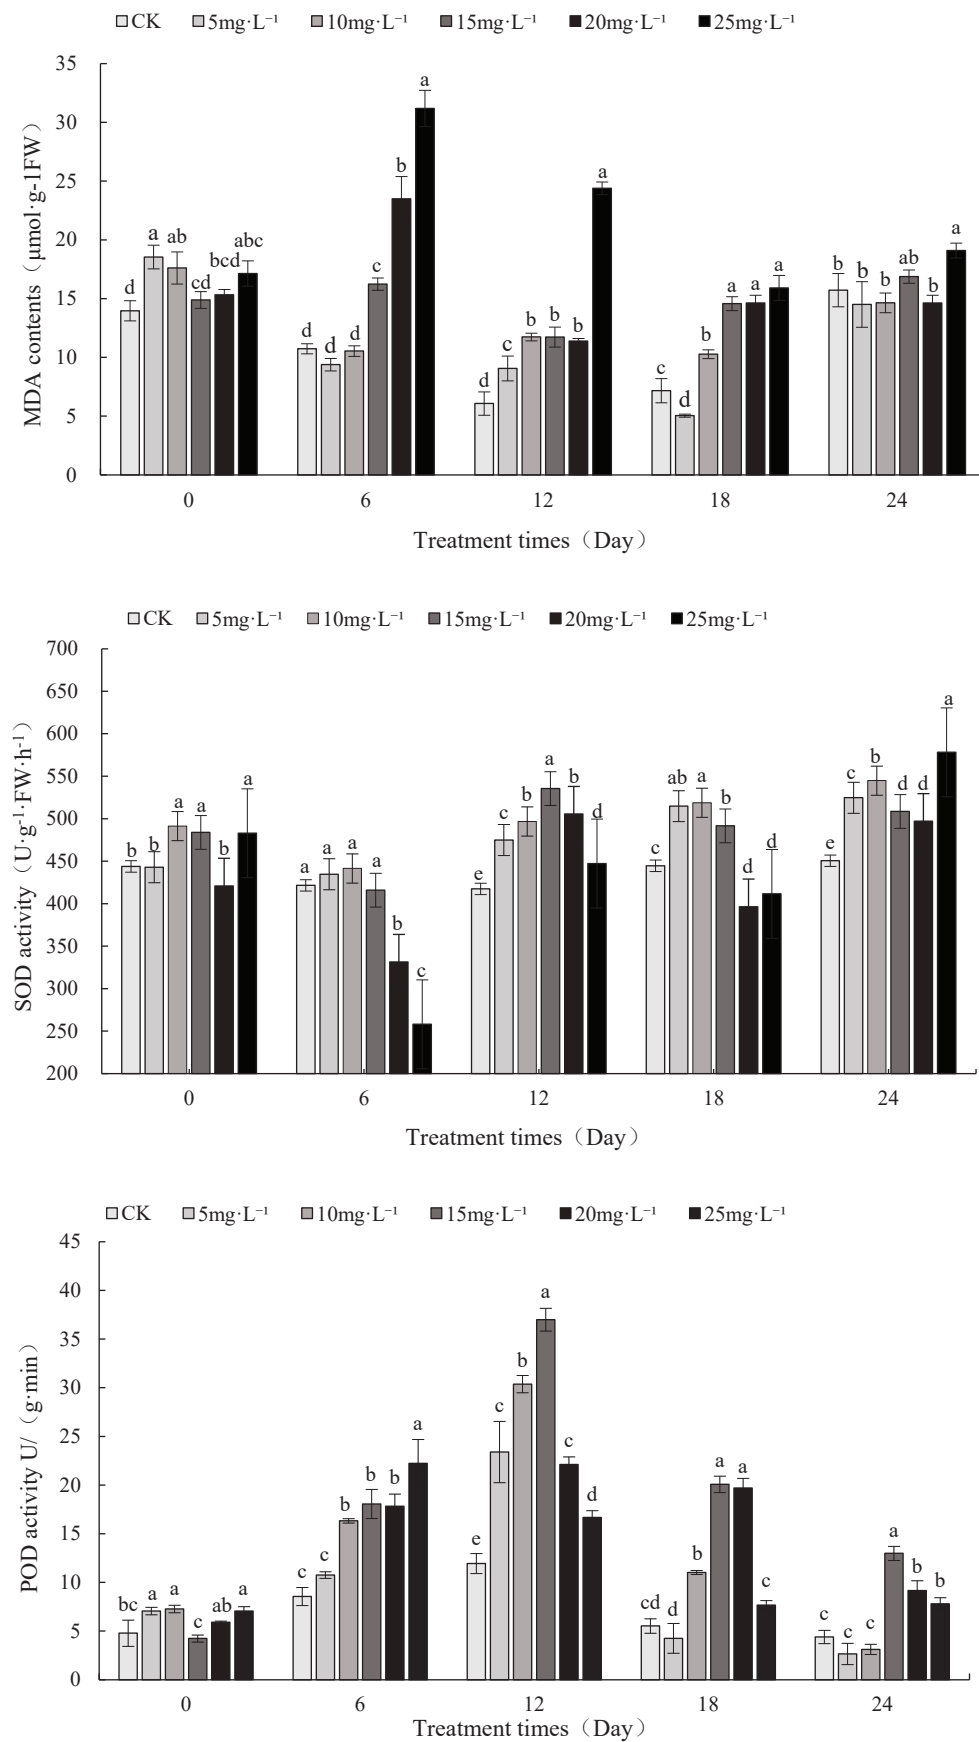 CK 5mg·L⁻¹ 10mg·L⁻¹ 15mg·L⁻¹ 20mg·L⁻¹ 25mg·L⁻¹
MDA contents（μmol·g-1FW）
35
30
25
20
15
10
5
0
d a ab cd bcd abc
d d d c b a
d c b b b a
c d b a a a
b b b ab b a
0 6 12 18 24
Treatment times（Day）
CK 5mg·L⁻¹ 10mg·L⁻¹ 15mg·L⁻¹ 20mg·L⁻¹ 25mg·L⁻¹
SOD activity（U·g⁻¹·FW·h⁻¹）
700
650
600
550
500
450
400
350
300
250
200
b b a a b a
a a a a b c
e c b a b d
c ab a b d d
e c b d d a
0 6 12 18 24
Treatment times（Day）
CK 5mg·L⁻¹ 10mg·L⁻¹ 15mg·L⁻¹ 20mg·L⁻¹ 25mg·L⁻¹
POD activity U/（g·min）
45
40
35
30
25
20
15
10
5
0
bc a a c ab a
c c b b b a
e c b a c d
cd d b a a c
c c c a b b
0 6 12 18 24
Treatment times（Day）